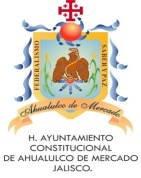 FEDERALISMO
SABER Y PAZ
Ahualulco de Mercado
H. AYUNTAMIENTO
CONSTITUCIONAL
DE AHUALULCO DE MERCADO
JALISCO.